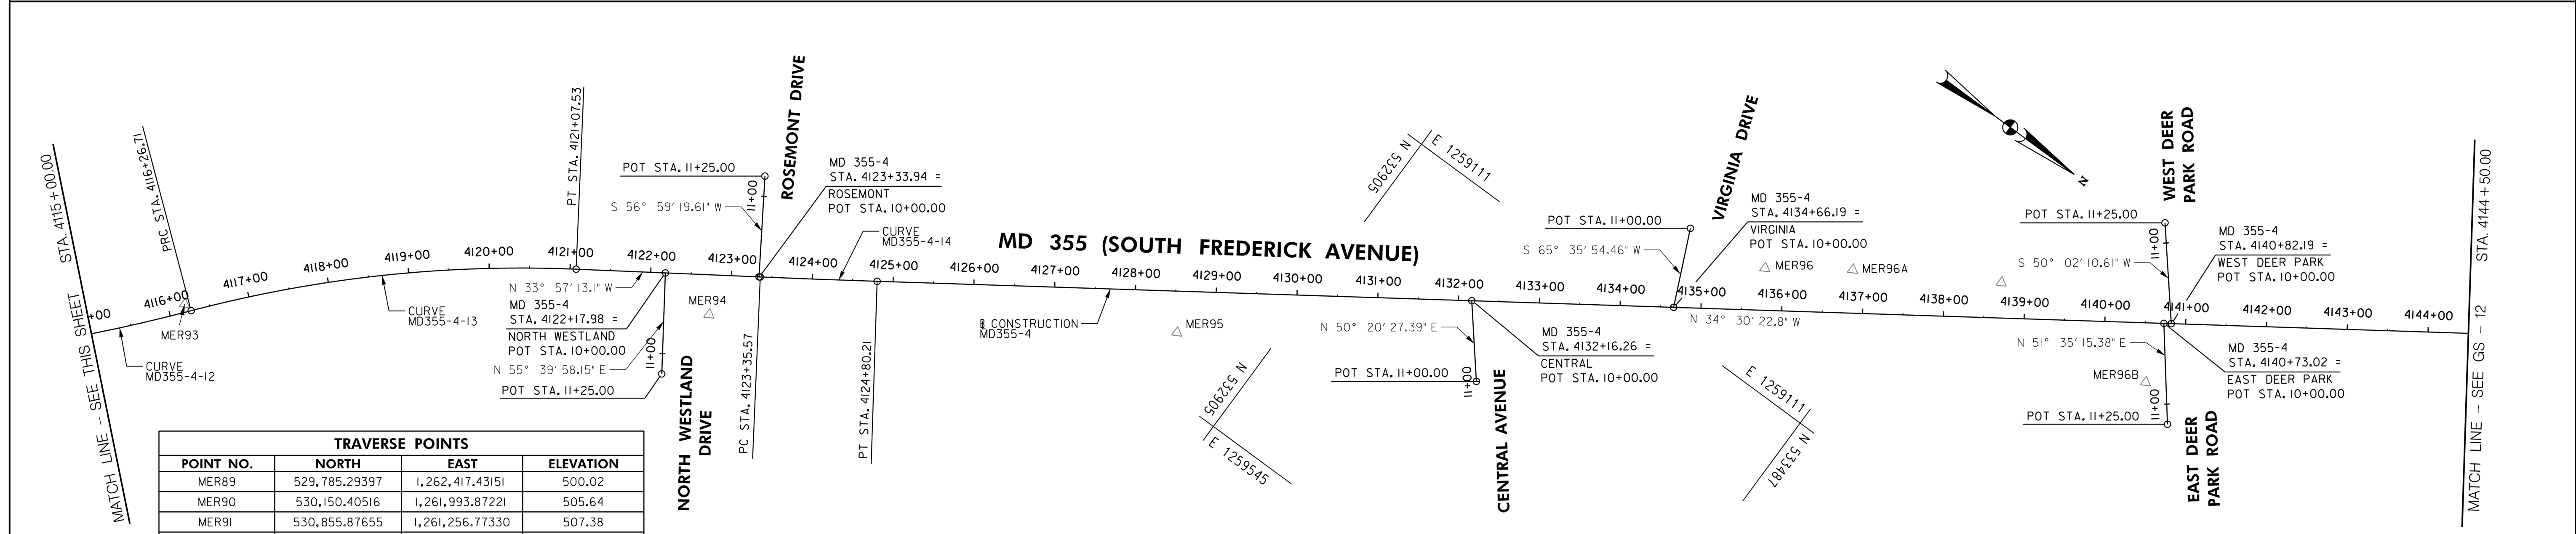 MATCH LINE - SEE THIS SHEET STA. 4115+00.00
PRC STA. 4116+26.71
+00
4116+00
4117+00
4118+00
4119+00
4120+00
4121+00
4122+00
4123+00
4124+00
4125+00
4126+00
4127+00
4128+00
4129+00
4130+00
4131+00
4132+00
4133+00
4134+00
4135+00
4136+00
4137+00
4138+00
4139+00
4140+00
4141+00
4142+00
4143+00
4144+00
MER93
CURVE
MD355-4-12
CURVE
MD355-4-13
PT STA. 4121+07.53
N 33° 57' 13.1" W
MD 355-4
STA. 4122+17.98 =
NORTH WESTLAND
POT STA. 10+00.00
N 55° 39' 58.15" E
POT STA. 11+25.00
11+00
NORTH WESTLAND
DRIVE
MER94
POT STA. 11+25.00
11+00
S 56° 59' 19.61" W
ROSEMONT DRIVE
MD 355-4
STA. 4123+33.94 =
ROSEMONT
POT STA. 10+00.00
PC STA. 4123+35.57
CURVE
MD355-4-14
PT STA. 4124+80.21
MD 355 (SOUTH FREDERICK AVENUE)
CONSTRUCTION
MD355-4
MER95
N 532905
E 1259111
N 532905
E 1259545
N 50° 20' 27.39" E
POT STA. 11+00.00
11+00
CENTRAL AVENUE
MD 355-4
STA. 4132+16.26 =
CENTRAL
POT STA. 10+00.00
POT STA. 11+00.00
S 65° 35' 54.46" W
VIRGINIA DRIVE
MD 355-4
STA. 4134+66.19 =
VIRGINIA
POT STA. 10+00.00
N 34° 30' 22.8" W
MER96
MER96A
E 1259111
N 533487
N
POT STA. 11+25.00
11+00
S 50° 02' 10.61" W
WEST DEER
PARK ROAD
MD 355-4
STA. 4140+82.19 =
WEST DEER PARK
POT STA. 10+00.00
N 51° 35' 15.38" E
MER96B
POT STA. 11+25.00
11+00
EAST DEER
PARK ROAD
MD 355-4
STA. 4140+73.02 =
EAST DEER PARK
POT STA. 10+00.00
MATCH LINE - SEE GS - 12 STA. 4144+50.00
TRAVERSE POINTS
POINT NO. NORTH EAST ELEVATION
MER89 529,785.29397 1,262,417.43151 500.02
MER90 530,150.40516 1,261,993.87221 505.64
MER91 530,855.87655 1,261,256.77330 507.38